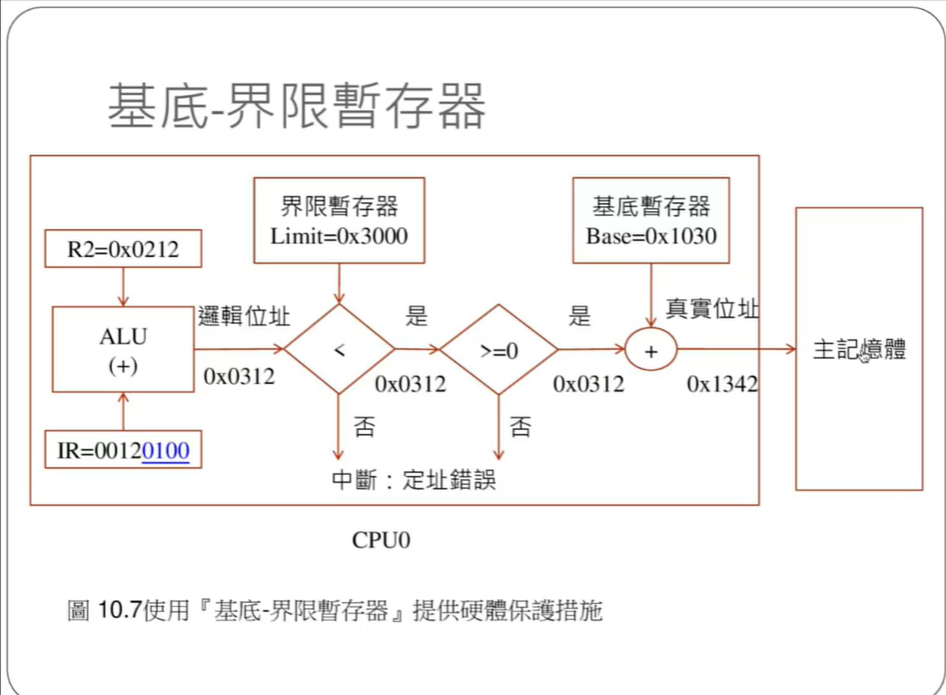 基底-界限暫存器
界限暫存器
Limit=0x3000
基底暫存器
Base=0x1030
R2=0x0212
ALU
(+)
邏輯位址
0x0312
<
是
0x0312
>=0
是
0x0312
+
真實位址
0x1342
主記憶體
IR=00120100
否
否
中斷：定址錯誤
CPU0
圖 10.7使用『基底-界限暫存器』提供硬體保護措施